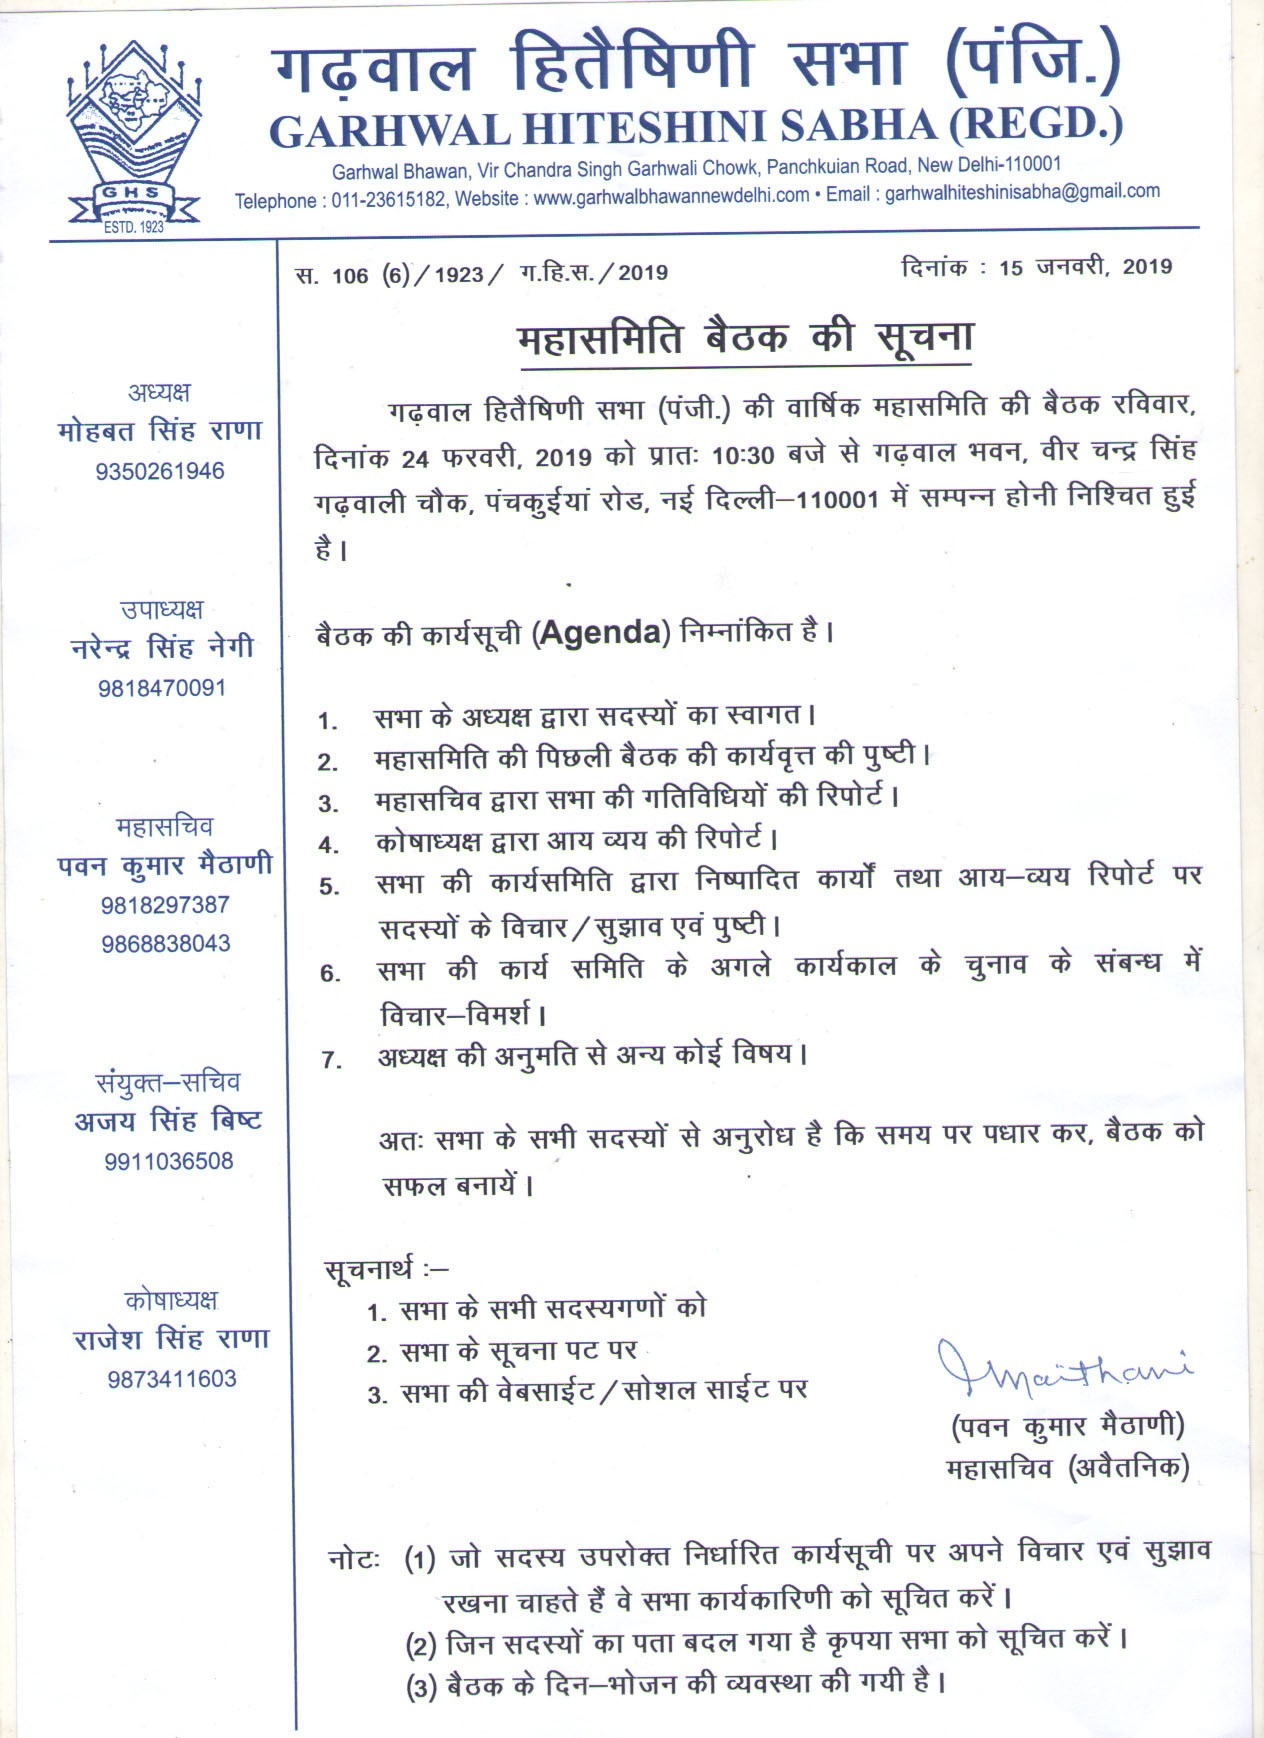 गढ़वाल हितैषिणी सभा (पंजि.)
GARHWAL HITESHINI SABHA (REGD.)
Garhwal Bhawan, Vir Chandra Singh Garhwali Chowk, Panchkuian Road, New Delhi-110001
Telephone : 011-23615182, Website : www.garhwalbhawannewdelhi.com • Email : garhwalhiteshinisabha@gmail.com
GHS
ESTD. 1923
स. 106 (6)/1923/ ग.हि.स./2019
दिनांक : 15 जनवरी, 2019
महासमिति बैठक की सूचना
अध्यक्ष
मोहबत सिंह राणा
9350261946
उपाध्यक्ष
नरेन्द्र सिंह नेगी
9818470091
महासचिव
पवन कुमार मैठाणी
9818297387
9868838043
संयुक्त–सचिव
अजय सिंह बिष्ट
9911036508
कोषाध्यक्ष
राजेश सिंह राणा
9873411603
गढ़वाल हितैषिणी सभा (पंजी.) की वार्षिक महासमिति की बैठक रविवार,
दिनांक 24 फरवरी, 2019 को प्रातः 10:30 बजे से गढ़वाल भवन, वीर चन्द्र सिंह
गढ़वाली चौक, पंचकुईयां रोड, नई दिल्ली–110001 में सम्पन्न होनी निश्चित हुई
है।
बैठक की कार्यसूची (Agenda) निम्नांकित है।
1. सभा के अध्यक्ष द्वारा सदस्यों का स्वागत।
2. महासमिति की पिछली बैठक की कार्यवृत्त की पुष्टी।
3. महासचिव द्वारा सभा की गतिविधियों की रिपोर्ट।
4. कोषाध्यक्ष द्वारा आय व्यय की रिपोर्ट।
5. सभा की कार्यसमिति द्वारा निष्पादित कार्यों तथा आय–व्यय रिपोर्ट पर
सदस्यों के विचार/सुझाव एवं पुष्टी।
6. सभा की कार्य समिति के अगले कार्यकाल के चुनाव के संबन्ध में
विचार–विमर्श।
7. अध्यक्ष की अनुमति से अन्य कोई विषय।
अतः सभा के सभी सदस्यों से अनुरोध है कि समय पर पधार कर, बैठक को
सफल बनायें।
सूचनार्थ :–
1. सभा के सभी सदस्यगणों को
2. सभा के सूचना पट पर
3. सभा की वेबसाईट/सोशल साईट पर
Maithani
(पवन कुमार मैठाणी)
महासचिव (अवैतनिक)
नोटः (1) जो सदस्य उपरोक्त निर्धारित कार्यसूची पर अपने विचार एवं सुझाव
रखना चाहते हैं वे सभा कार्यकारिणी को सूचित करें।
(2) जिन सदस्यों का पता बदल गया है कृपया सभा को सूचित करें।
(3) बैठक के दिन–भोजन की व्यवस्था की गयी है।